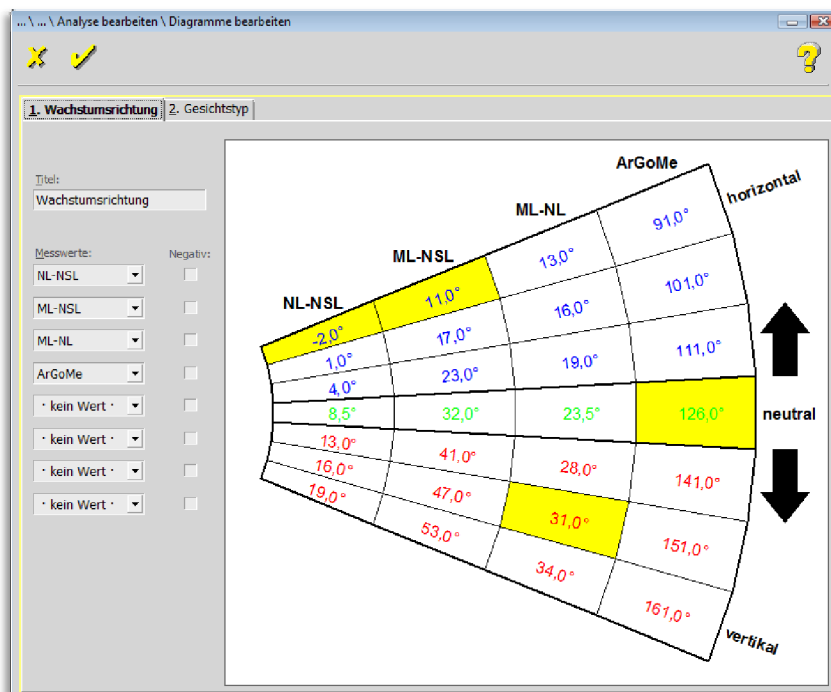 ... \ ... \ Analyse bearbeiten \ Diagramme bearbeiten
1. Wachstumsrichtung 2. Gesichtstyp
Titel:
Wachstumsrichtung
Messwerte: Negativ:
NL-NSL
ML-NSL
ML-NL
ArGoMe
· kein Wert ·
· kein Wert ·
· kein Wert ·
· kein Wert ·
NL-NSL ML-NSL ML-NL ArGoMe
horizontal
-2,0° 11,0° 13,0° 91,0°
1,0° 17,0° 16,0° 101,0°
4,0° 23,0° 19,0° 111,0°
8,5° 32,0° 23,5° 126,0° neutral
13,0° 41,0° 28,0° 141,0°
16,0° 47,0° 31,0° 151,0°
19,0° 53,0° 34,0° 161,0°
vertikal